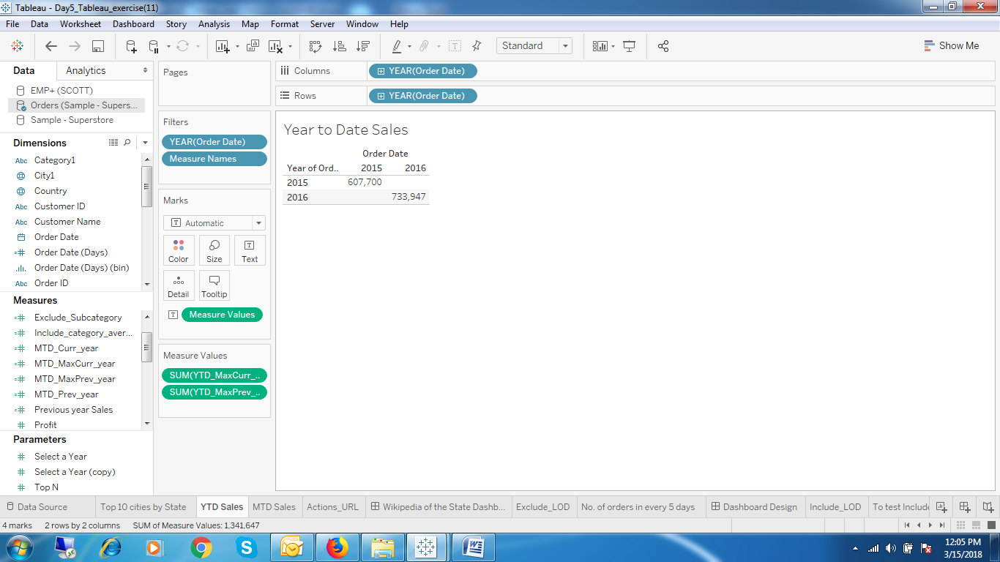 Tableau - Day5_Tableau_exercise(11)
File Data Worksheet Dashboard Story Analysis Map Format Server Window Help
Standard
Show Me
Data Analytics
EMP+ (SCOTT)
Orders (Sample - Supers...
Sample - Superstore
Dimensions
Abc Category1
City1
Country
Abc Customer ID
Abc Customer Name
Order Date
Order Date (Days)
Order Date (Days) (bin)
Abc Order ID
Measures
Exclude_Subcategory
Include_category_aver...
MTD_Curr_year
MTD_MaxCurr_year
MTD_MaxPrev_year
MTD_Prev_year
Previous year Sales
Profit
Parameters
Select a Year
Select a Year (copy)
Top N
Pages
Filters
YEAR(Order Date)
Measure Names
Marks
Automatic
Color Size Text
Detail Tooltip
Measure Values
Measure Values
SUM(YTD_MaxCurr_..
SUM(YTD_MaxPrev_..
Columns YEAR(Order Date)
Rows YEAR(Order Date)
Year to Date Sales
Order Date
Year of Ord.. 2015 2016
2015 607,700
2016 733,947
Data Source Top 10 cities by State YTD Sales MTD Sales Actions_URL Wikipedia of the State Dashb... Exclude_LOD No. of orders in every 5 days Dashboard Design Include_LOD To test Include
4 marks 2 rows by 2 columns SUM of Measure Values: 1,341,647
12:05 PM
3/15/2018